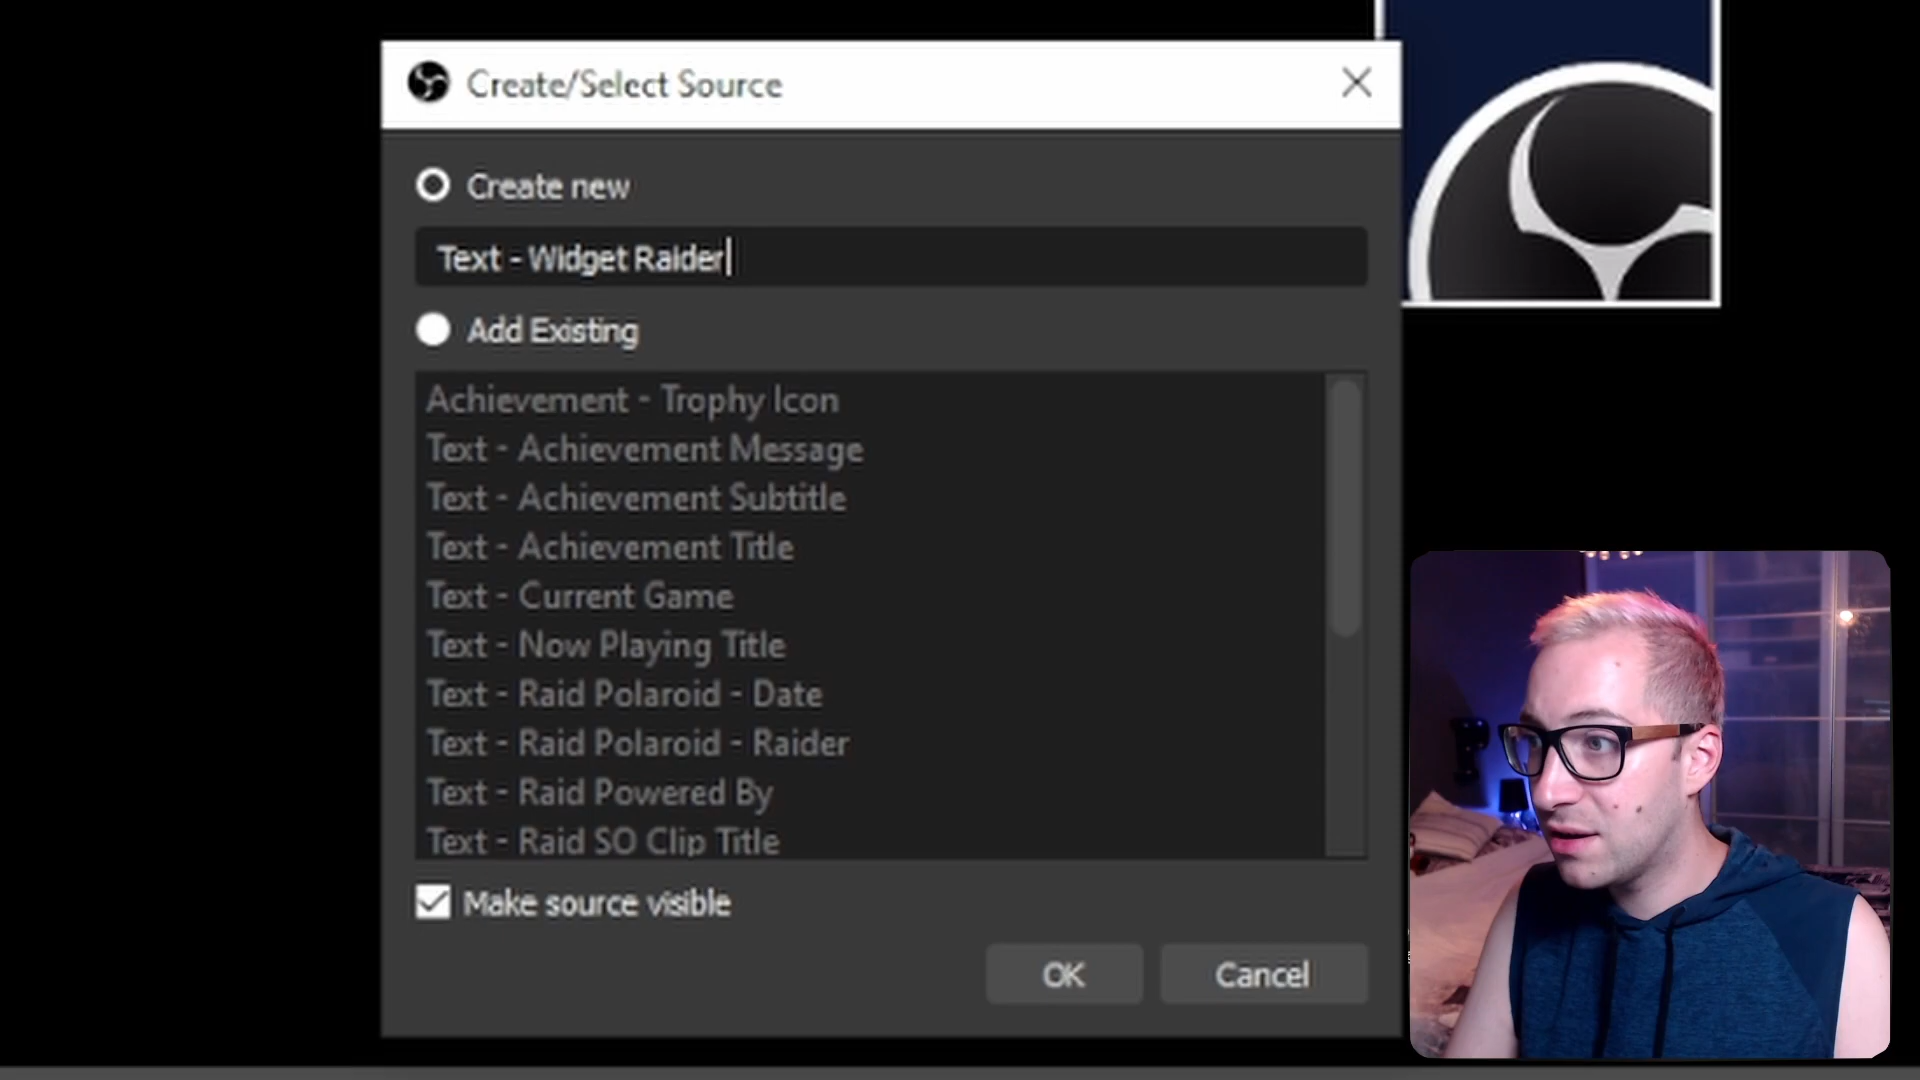 Create/Select Source
Create new
Text - Widget Raider
Add Existing
Achievement - Trophy Icon
Text - Achievement Message
Text - Achievement Subtitle
Text - Achievement Title
Text - Current Game
Text - Now Playing Title
Text - Raid Polaroid - Date
Text - Raid Polaroid - Raider
Text - Raid Powered By
Text - Raid SO Clip Title
Make source visible
OK
Cancel